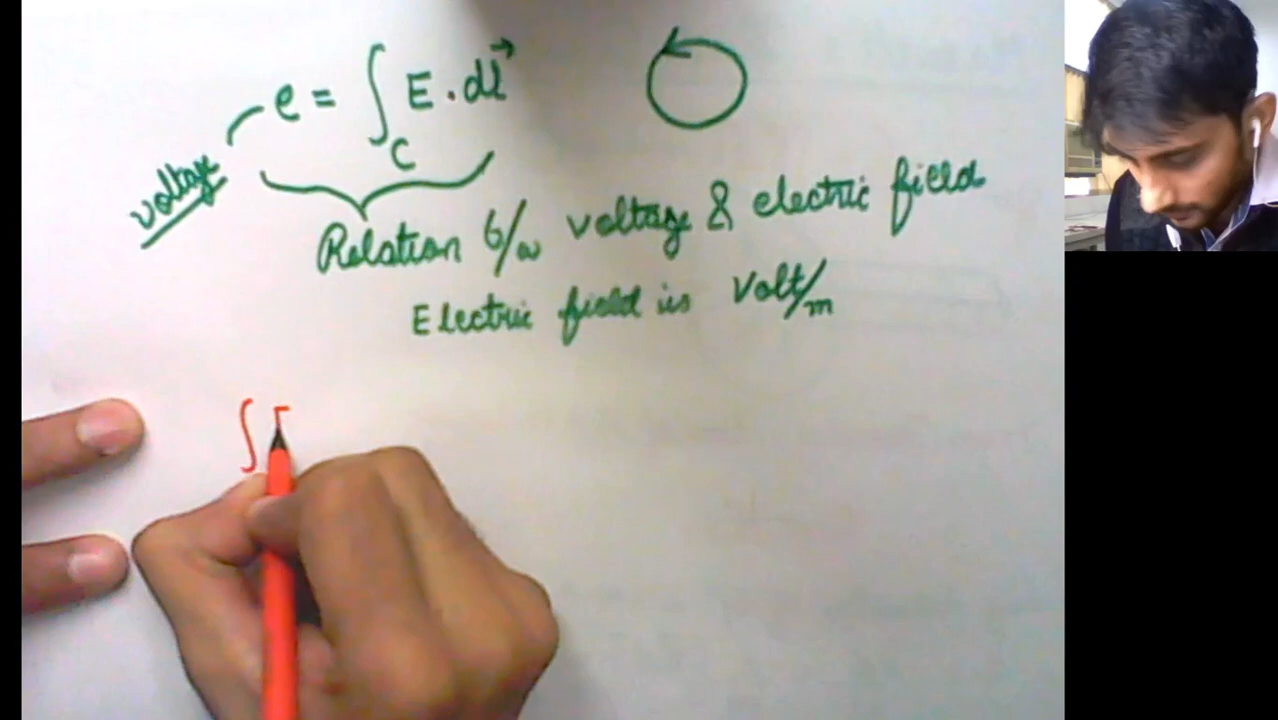 e = ∫ E . dl⃗
C
voltage
Relation b/w voltage & electric field
Electric field is Volt/m
∫